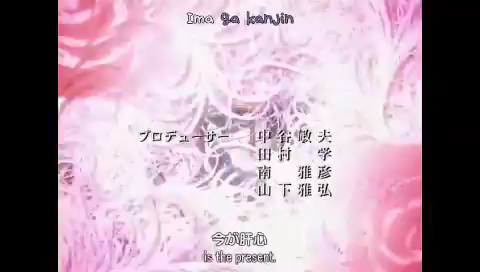 Ima ga kanjin
プロデューサー 中谷敏夫
田村 学
南 雅彦
山下雅弘
今が肝心
is the present.